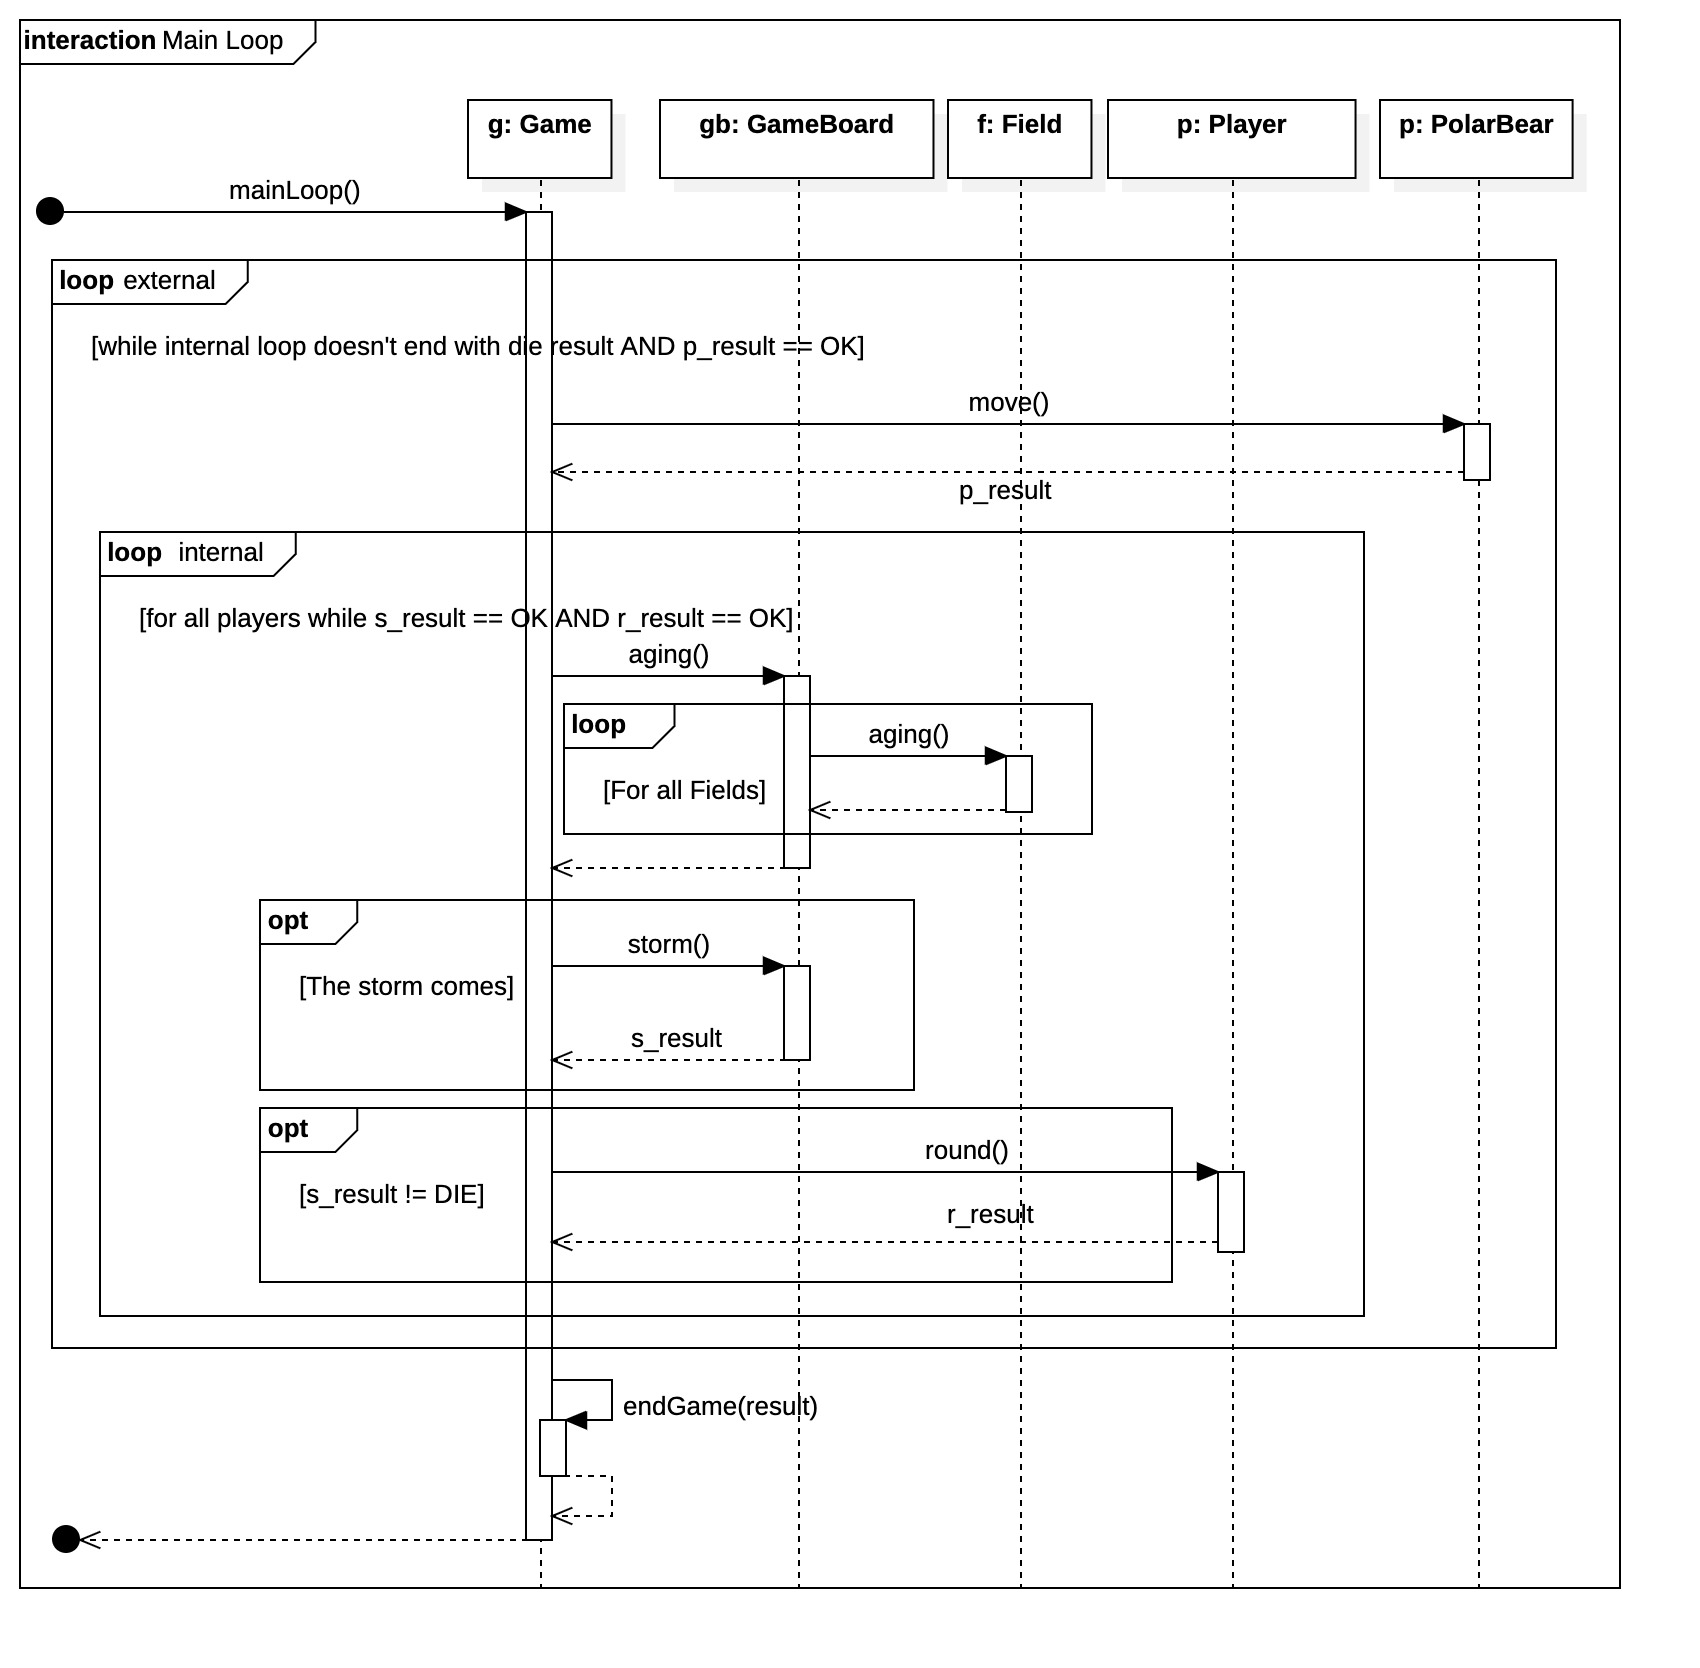 interaction Main Loop
g: Game
gb: GameBoard
f: Field
p: Player
p: PolarBear
mainLoop()
loop external
[while internal loop doesn't end with die result AND p_result == OK]
move()
p_result
loop internal
[for all players while s_result == OK AND r_result == OK]
aging()
loop
aging()
[For all Fields]
opt
storm()
[The storm comes]
s_result
opt
round()
[s_result != DIE]
r_result
endGame(result)